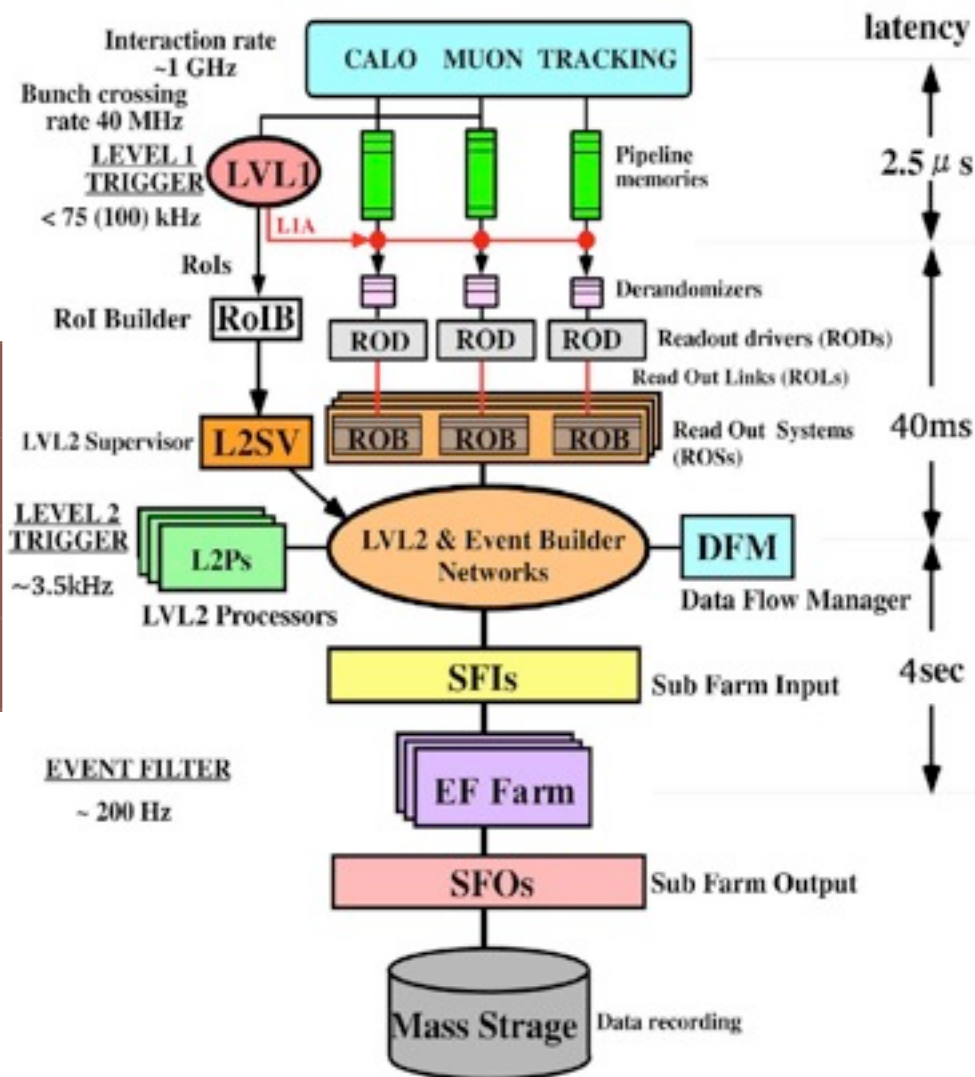 latency
Interaction rate
~1 GHz
CALO MUON TRACKING
Bunch crossing
rate 40 MHz
LEVEL 1
TRIGGER
LVL1
Pipeline
memories
2.5 μ s
< 75 (100) kHz
L1A
RoIs
Derandomizers
RoI Builder
RoIB
ROD
ROD
ROD
Readout drivers (RODs)
Read Out Links (ROLs)
LVL2 Supervisor
L2SV
ROB
ROB
ROB
Read Out Systems
(ROSs)
40ms
LEVEL 2
TRIGGER
~3.5kHz
L2Ps
LVL2 & Event Builder
Networks
DFM
LVL2 Processors
Data Flow Manager
SFIs
Sub Farm Input
4sec
EVENT FILTER
~ 200 Hz
EF Farm
SFOs
Sub Farm Output
Mass Strage
Data recording